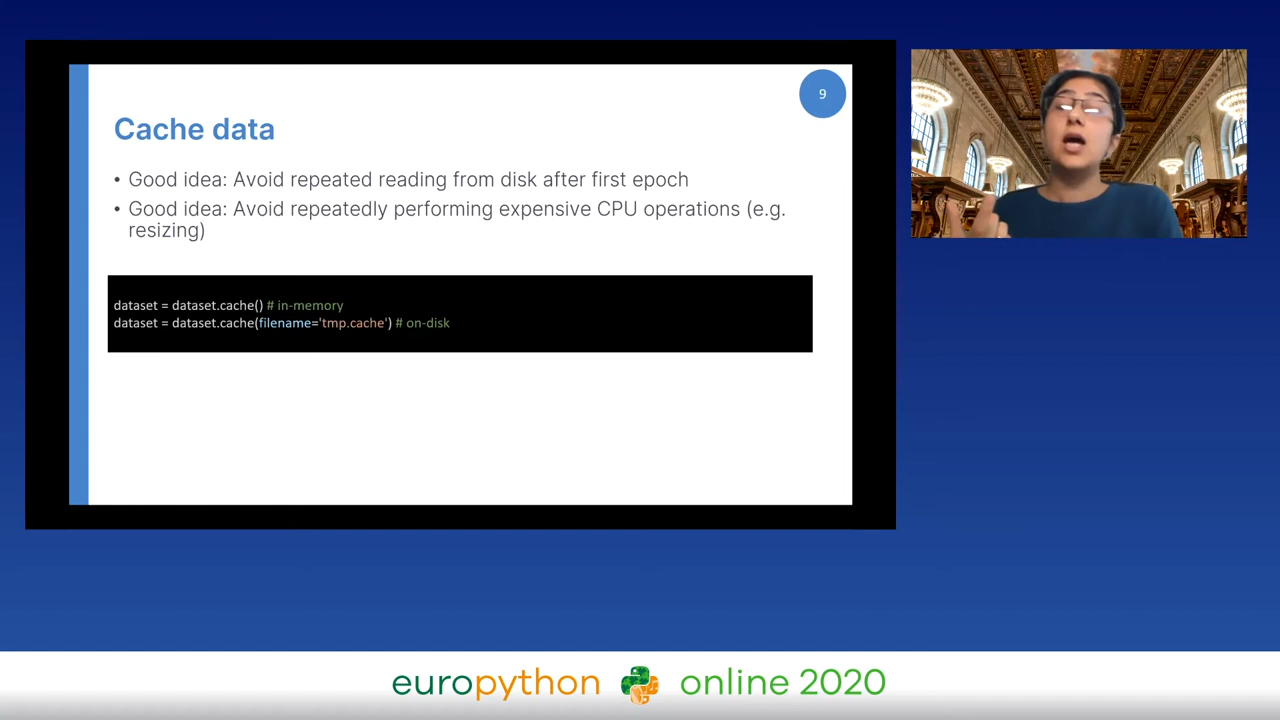 9
Cache data
• Good idea: Avoid repeated reading from disk after first epoch
• Good idea: Avoid repeatedly performing expensive CPU operations (e.g.
resizing)
dataset = dataset.cache() # in-memory
dataset = dataset.cache(filename='tmp.cache') # on-disk
europython online 2020